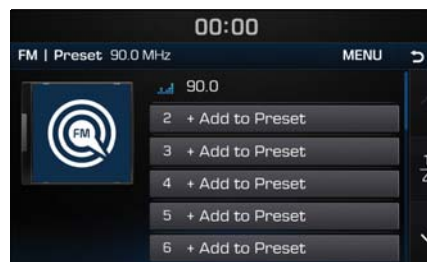 00:00
FM | Preset 90.0 MHz MENU
90.0
FM
2 + Add to Preset
3 + Add to Preset
4 + Add to Preset
5 + Add to Preset
6 + Add to Preset